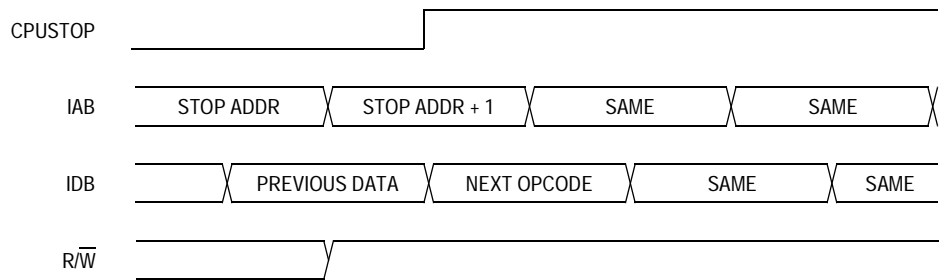 CPUSTOP
IAB STOP ADDR STOP ADDR + 1 SAME SAME
IDB PREVIOUS DATA NEXT OPCODE SAME SAME
R/W̅